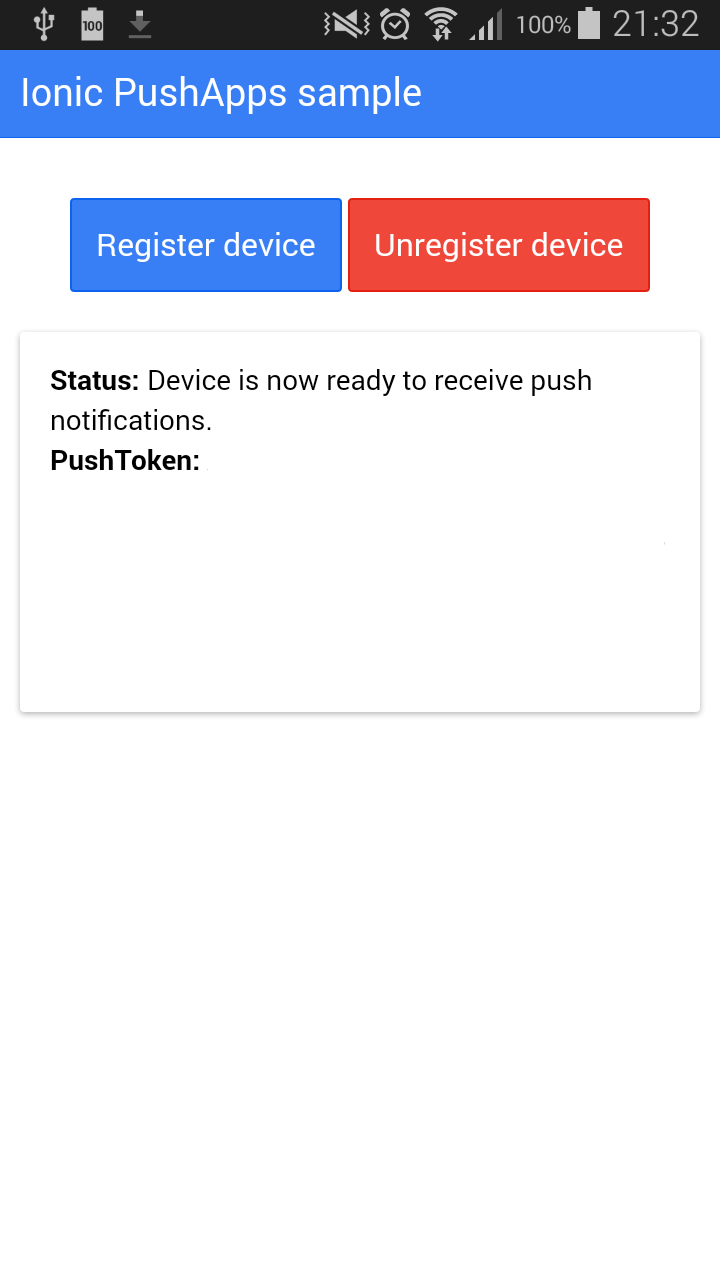 100 100% 21:32
Ionic PushApps sample
Register device Unregister device
Status: Device is now ready to receive push
notifications.
PushToken: